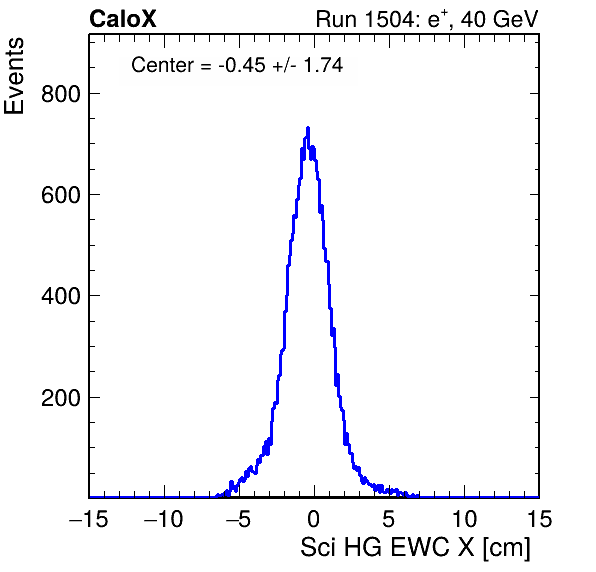 CaloX Run 1504: e⁺, 40 GeV
Center = -0.45 +/- 1.74
Events
800
600
400
200
−15 −10 −5 0 5 10 15
Sci HG EWC X [cm]